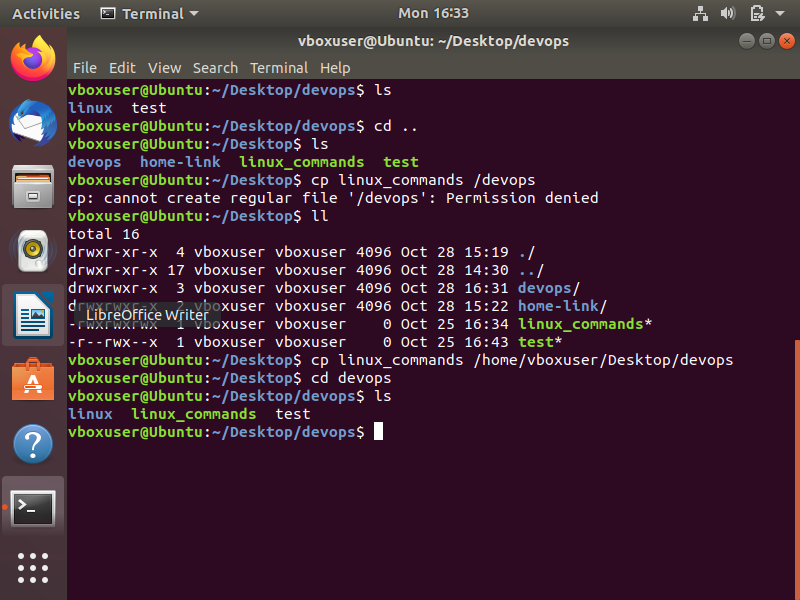 Activities Terminal Mon 16:33
vboxuser@Ubuntu: ~/Desktop/devops
File Edit View Search Terminal Help
vboxuser@Ubuntu:~/Desktop/devops$ ls
linux  test
vboxuser@Ubuntu:~/Desktop/devops$ cd ..
vboxuser@Ubuntu:~/Desktop$ ls
devops  home-link  linux_commands  test
vboxuser@Ubuntu:~/Desktop$ cp linux_commands /devops
cp: cannot create regular file '/devops': Permission denied
vboxuser@Ubuntu:~/Desktop$ ll
total 16
drwxr-xr-x  4 vboxuser vboxuser 4096 Oct 28 15:19 ./
drwxr-xr-x 17 vboxuser vboxuser 4096 Oct 28 14:30 ../
drwxrwxr-x  3 vboxuser vboxuser 4096 Oct 28 16:31 devops/
vboxuser 4096 Oct 28 15:22 home-link/
LibreOffice Writer
vboxuser    0 Oct 25 16:34 linux_commands*
-r--rwx--x  1 vboxuser vboxuser    0 Oct 25 16:43 test*
vboxuser@Ubuntu:~/Desktop$ cp linux_commands /home/vboxuser/Desktop/devops
vboxuser@Ubuntu:~/Desktop$ cd devops
vboxuser@Ubuntu:~/Desktop/devops$ ls
linux  linux_commands  test
vboxuser@Ubuntu:~/Desktop/devops$